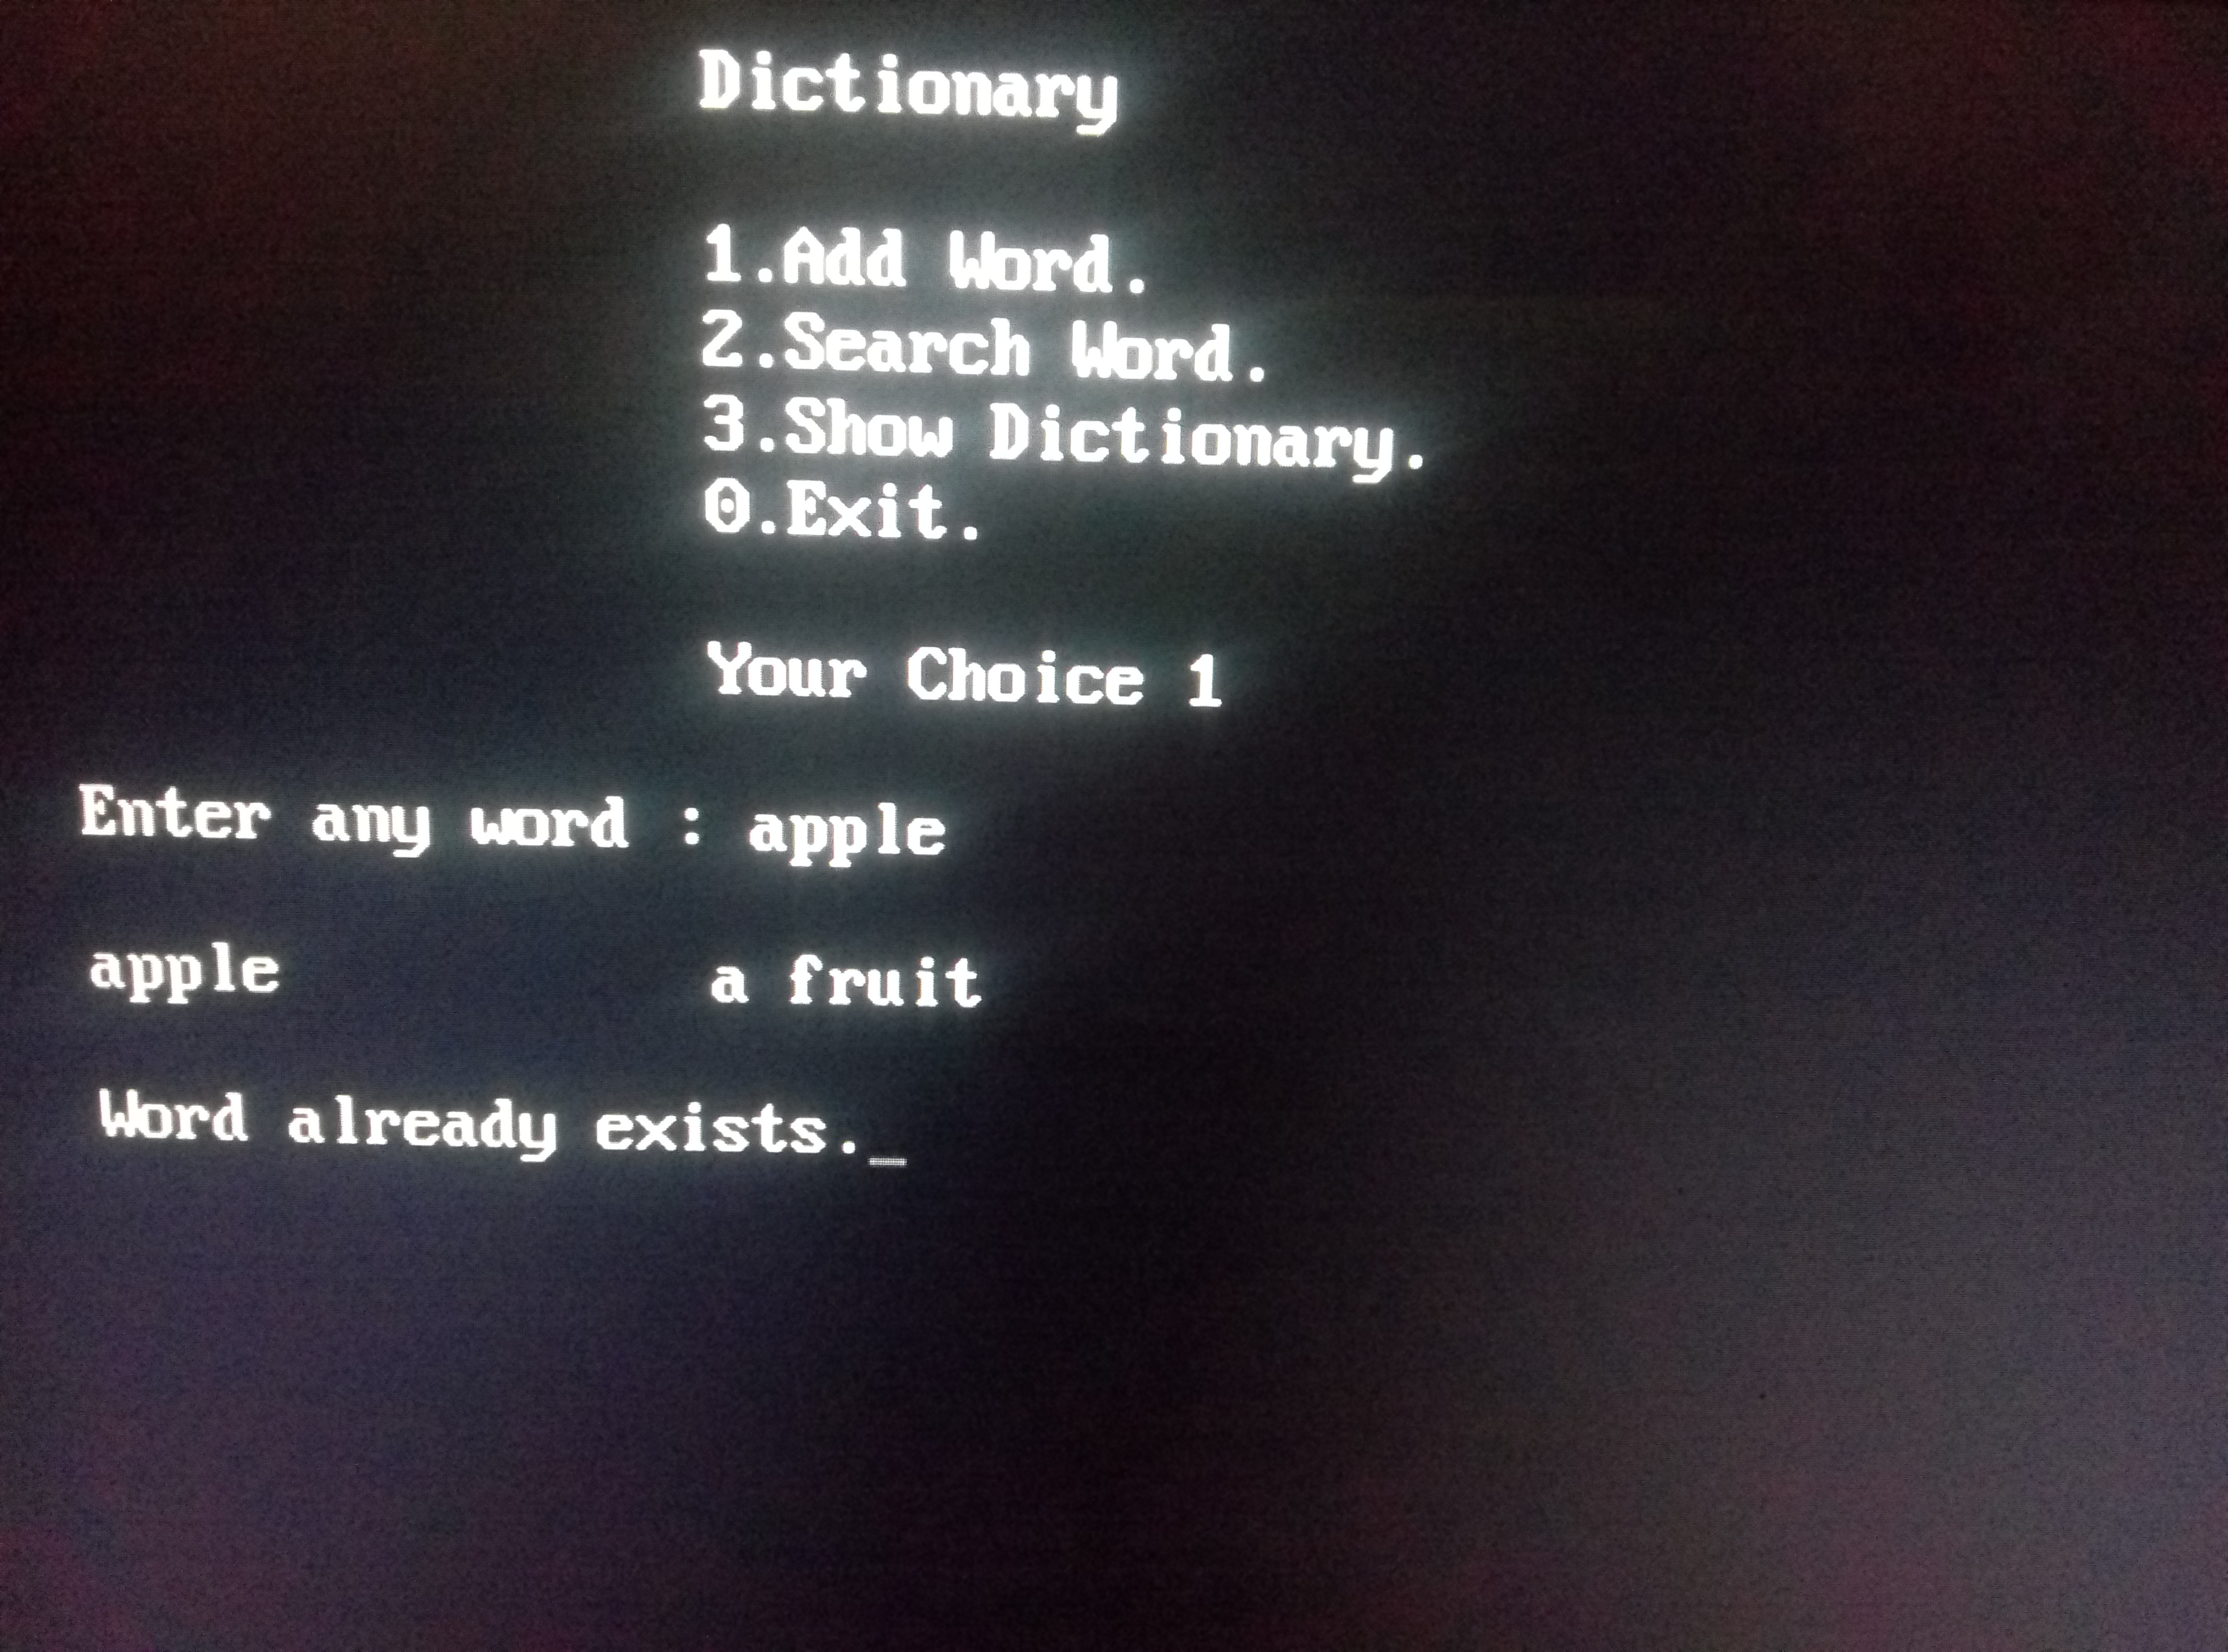 Dictionary
1.Add Word.
2.Search Word.
3.Show Dictionary.
0.Exit.
Your Choice 1
Enter any word : apple
apple a fruit
Word already exists._